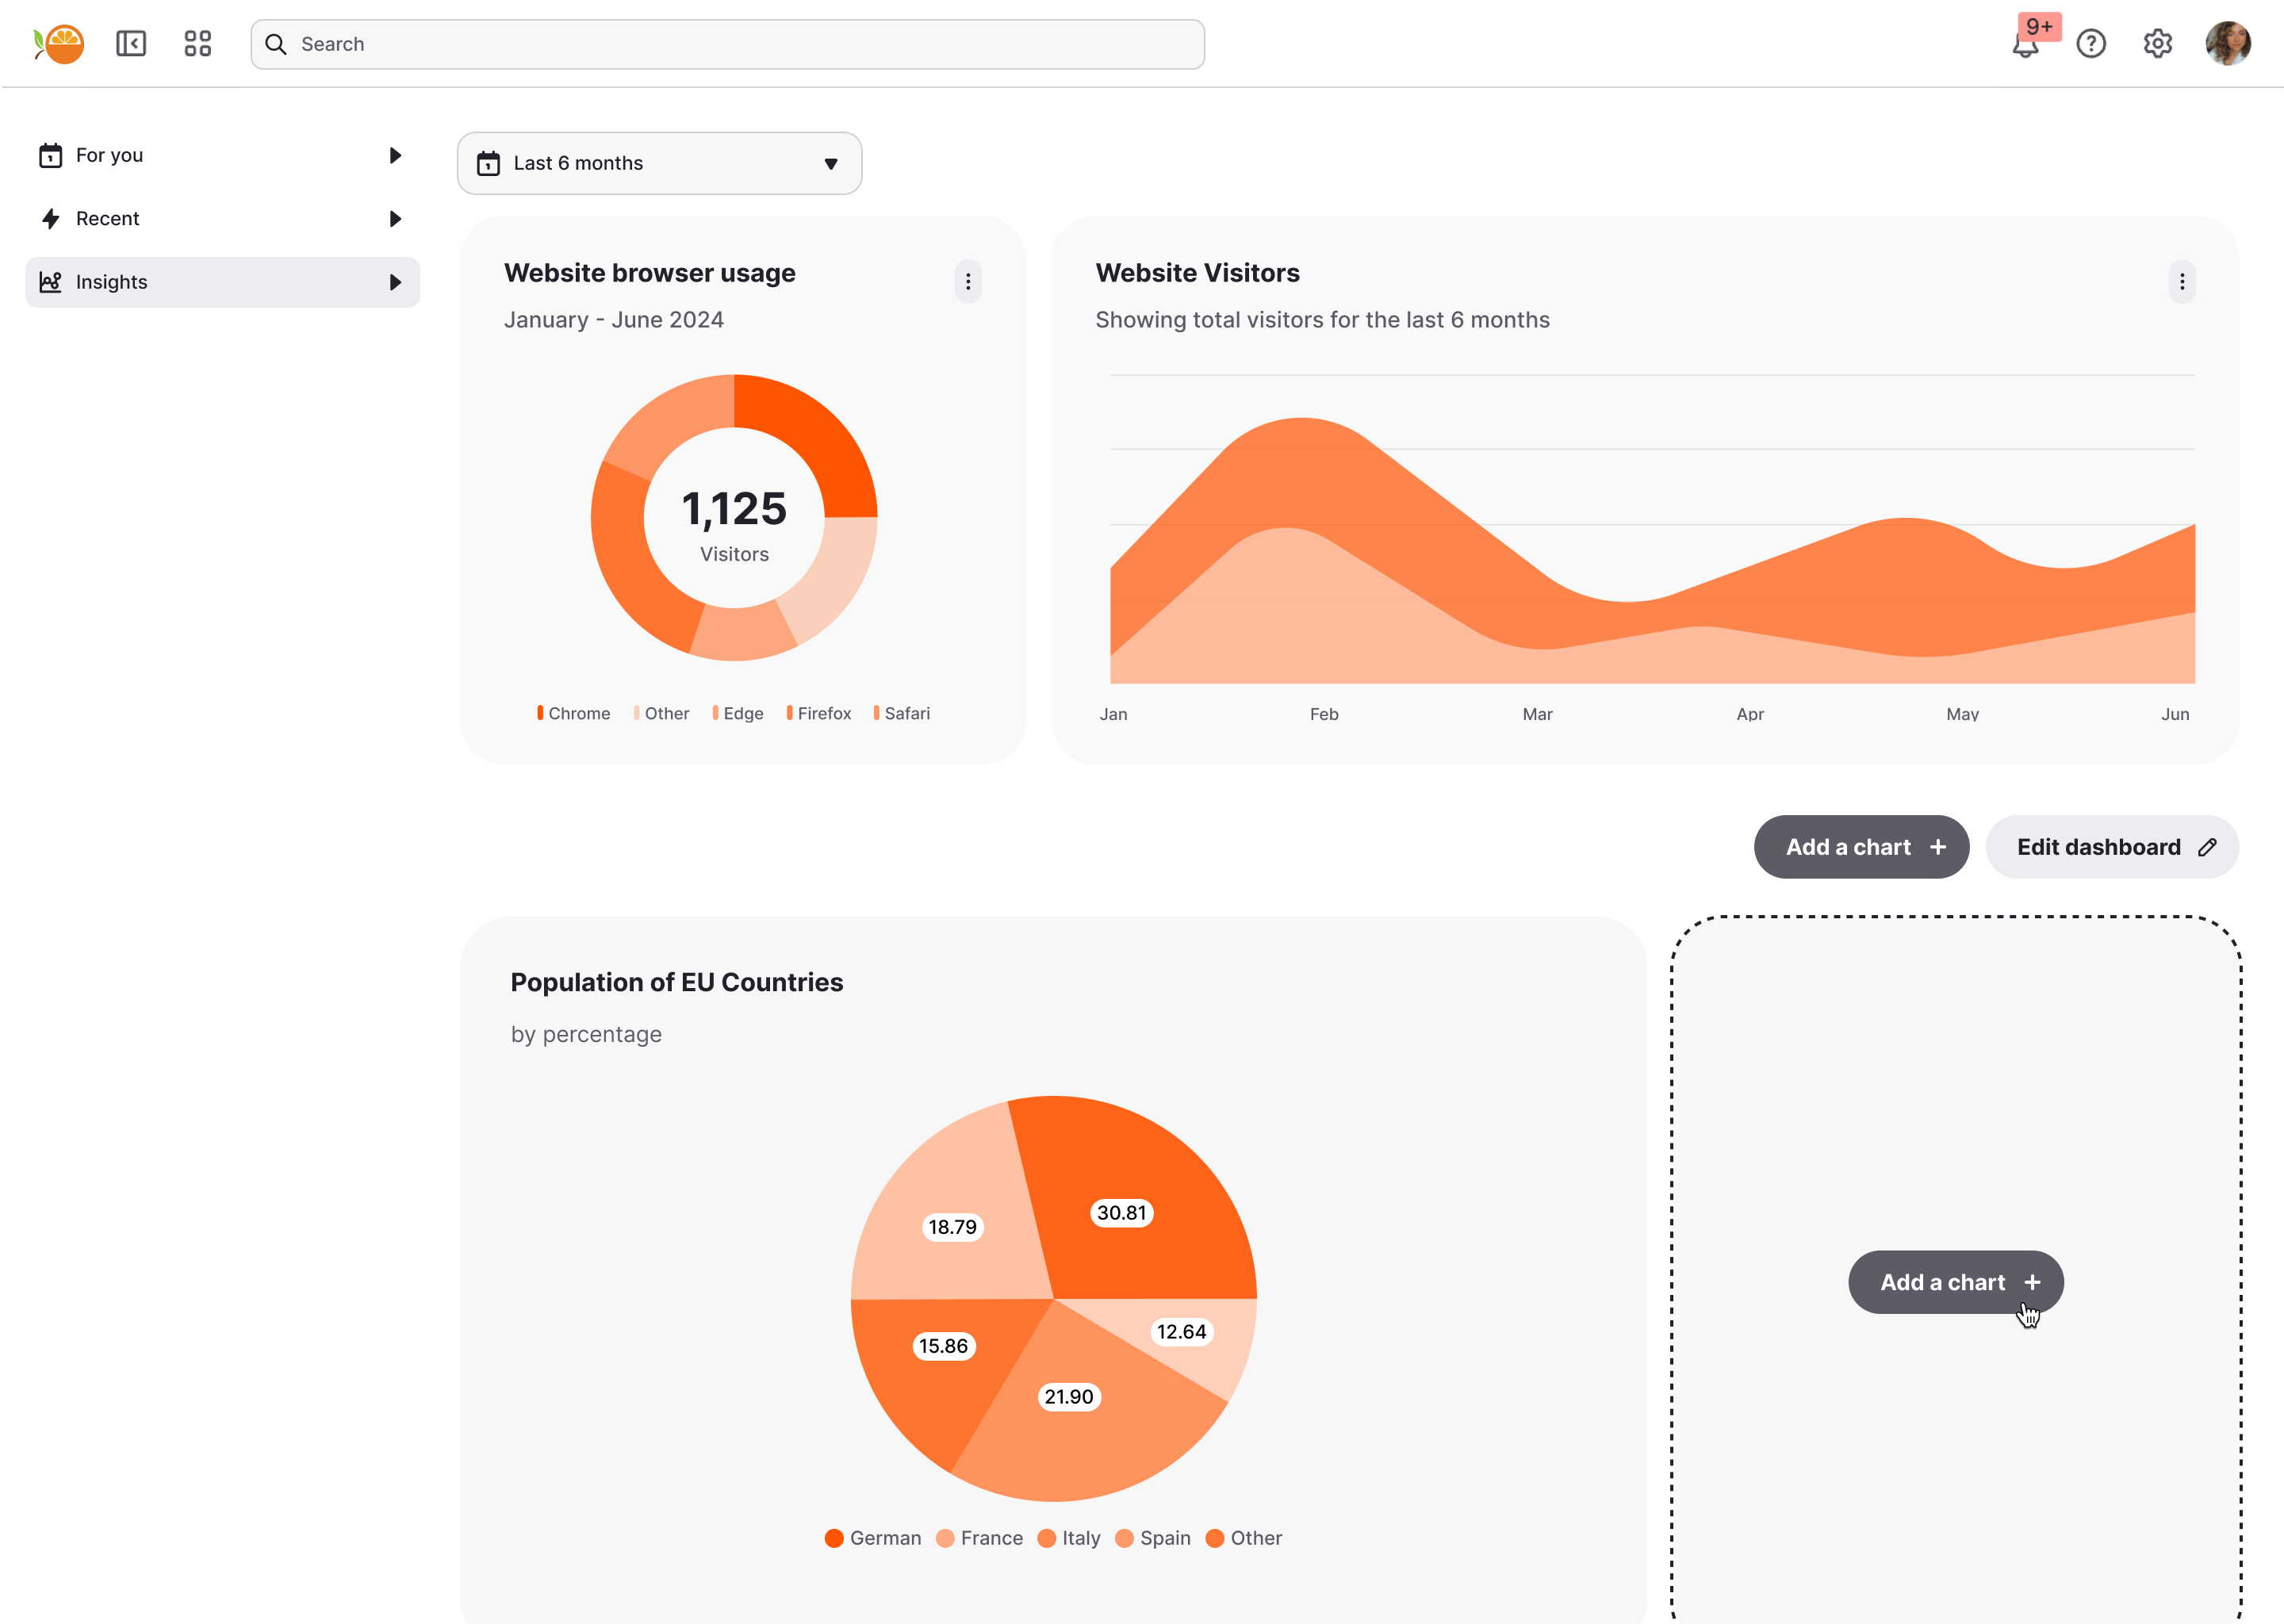 Search
9+
For you
Recent
Insights
Last 6 months
Website browser usage
January - June 2024
1,125
Visitors
Chrome Other Edge Firefox Safari
Website Visitors
Showing total visitors for the last 6 months
Jan Feb Mar Apr May Jun
Add a chart +
Edit dashboard
Population of EU Countries
by percentage
30.81
18.79
12.64
15.86
21.90
German France Italy Spain Other
Add a chart +